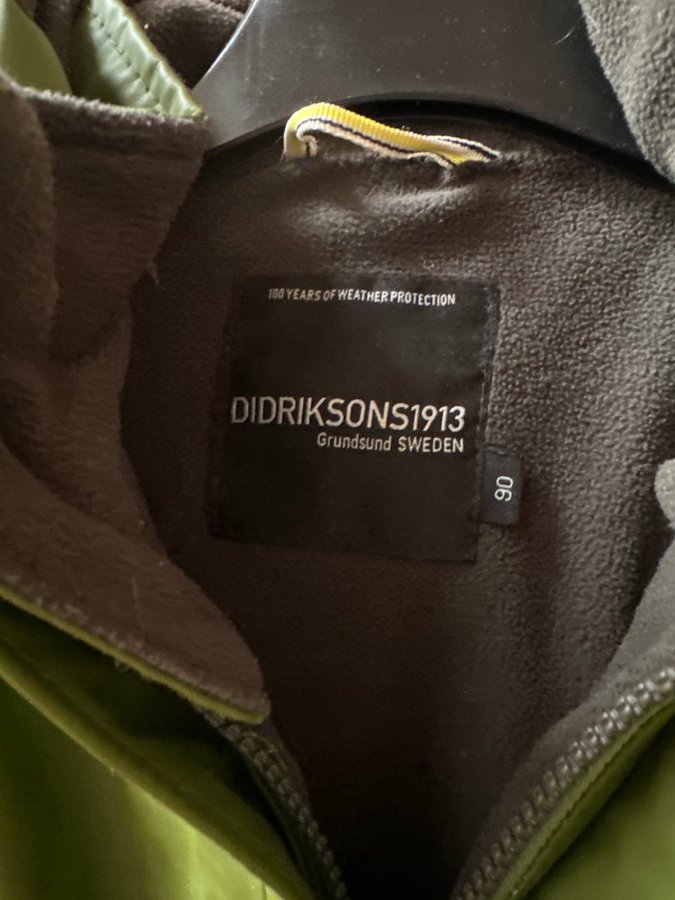 100 YEARS OF WEATHER PROTECTION
DIDRIKSONS1913
Grundsund SWEDEN
90